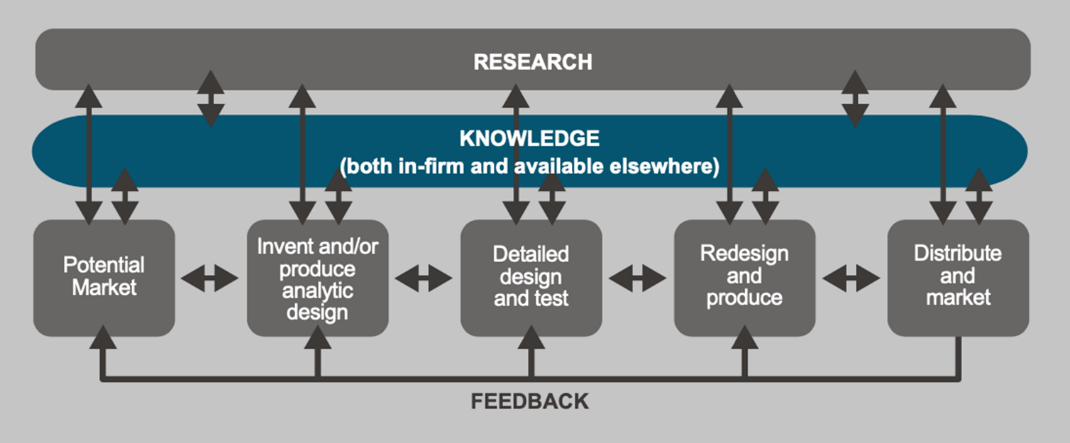 RESEARCH
KNOWLEDGE
(both in-firm and available elsewhere)
Potential
Market
Invent and/or
produce
analytic
design
Detailed
design
and test
Redesign
and
produce
Distribute
and
market
FEEDBACK